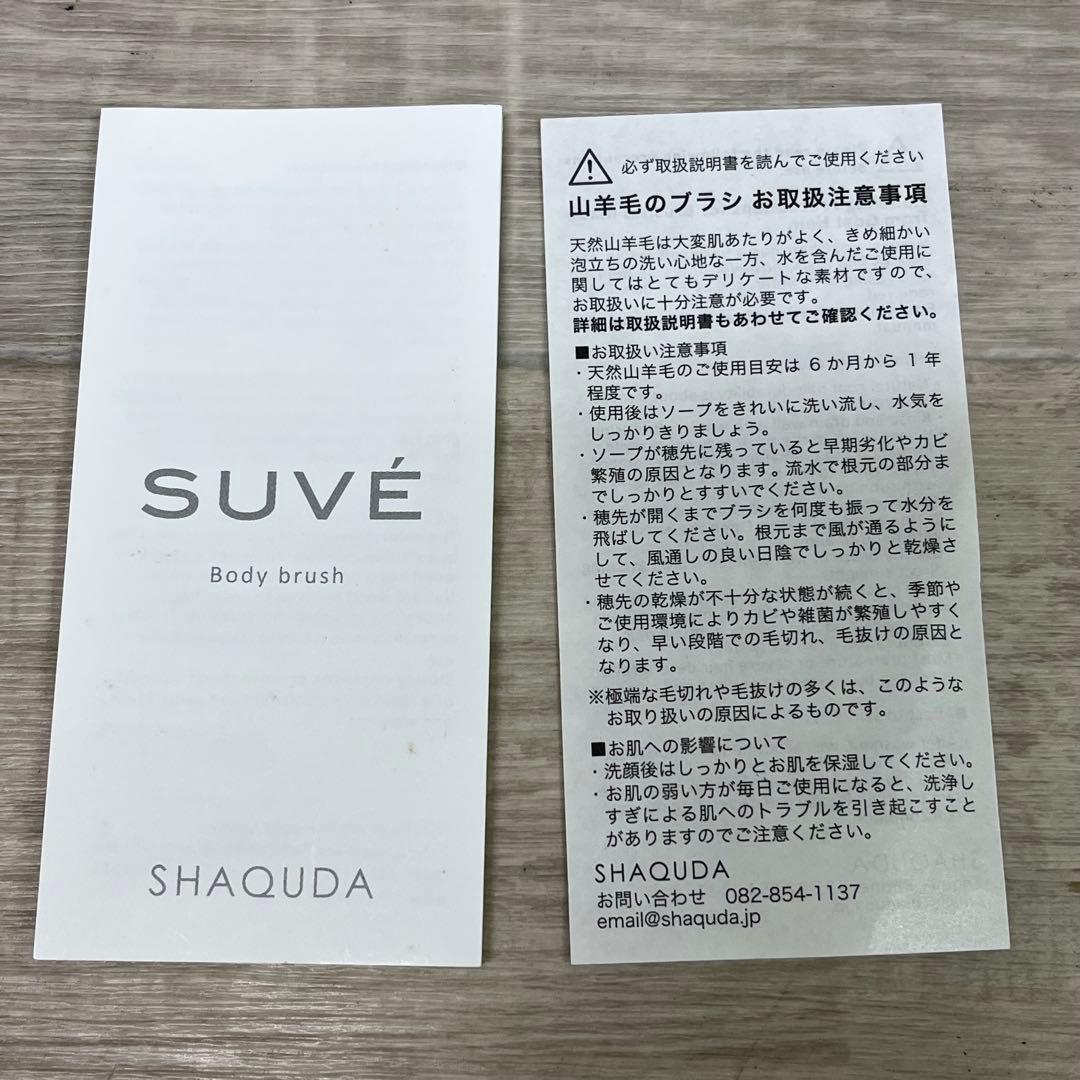 SUVÉ
Body brush
SHAQUDA
必ず取扱説明書を読んでご使用ください
山羊毛のブラシ お取扱注意事項
天然山羊毛は大変肌あたりがよく、きめ細かい
泡立ちの洗い心地な一方、水を含んだご使用に
関してはとてもデリケートな素材ですので、
お取扱いに十分注意が必要です。
詳細は取扱説明書もあわせてご確認ください。
■お取扱い注意事項
・天然山羊毛のご使用目安は 6 か月から 1 年
程度です。
・使用後はソープをきれいに洗い流し、水気を
しっかりきりましょう。
・ソープが穂先に残っていると早期劣化やカビ
繁殖の原因となります。流水で根元の部分ま
でしっかりとすすいでください。
・穂先が開くまでブラシを何度も振って水分を
飛ばしてください。根元まで風が通るように
して、風通しの良い日陰でしっかりと乾燥さ
せてください。
・穂先の乾燥が不十分な状態が続くと、季節や
ご使用環境によりカビや雑菌が繁殖しやすく
なり、早い段階での毛切れ、毛抜けの原因と
なります。
※極端な毛切れや毛抜けの多くは、このような
お取り扱いの原因によるものです。
■お肌への影響について
・洗顔後はしっかりとお肌を保湿してください。
・お肌の弱い方が毎日ご使用になると、洗浄し
すぎによる肌へのトラブルを引き起こすこと
がありますのでご注意ください。
SHAQUDA
お問い合わせ 082-854-1137
email@shaquda.jp